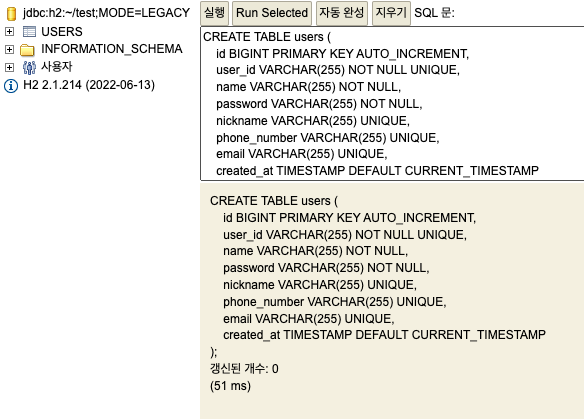 jdbc:h2:~/test;MODE=LEGACY
USERS
INFORMATION_SCHEMA
사용자
H2 2.1.214 (2022-06-13)
실행 Run Selected 자동 완성 지우기 SQL 문:
CREATE TABLE users (
id BIGINT PRIMARY KEY AUTO_INCREMENT,
user_id VARCHAR(255) NOT NULL UNIQUE,
name VARCHAR(255) NOT NULL,
password VARCHAR(255) NOT NULL,
nickname VARCHAR(255) UNIQUE,
phone_number VARCHAR(255) UNIQUE,
email VARCHAR(255) UNIQUE,
created_at TIMESTAMP DEFAULT CURRENT_TIMESTAMP
CREATE TABLE users (
id BIGINT PRIMARY KEY AUTO_INCREMENT,
user_id VARCHAR(255) NOT NULL UNIQUE,
name VARCHAR(255) NOT NULL,
password VARCHAR(255) NOT NULL,
nickname VARCHAR(255) UNIQUE,
phone_number VARCHAR(255) UNIQUE,
email VARCHAR(255) UNIQUE,
created_at TIMESTAMP DEFAULT CURRENT_TIMESTAMP
);
갱신된 개수: 0
(51 ms)